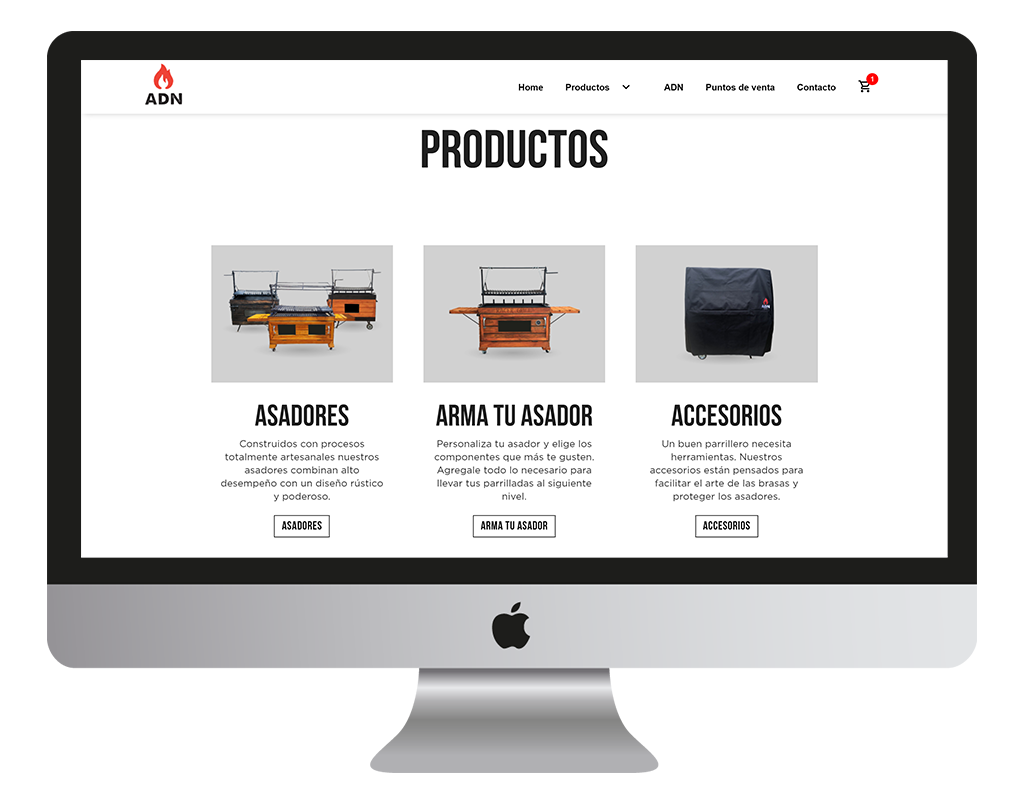 ADN
Home Productos ADN Puntos de venta Contacto 1
PRODUCTOS
ADN
ASADORES
Construidos con procesos
totalmente artesanales nuestros
asadores combinan alto
desempeño con un diseño rústico
y poderoso.
ASADORES
ARMA TU ASADOR
Personaliza tu asador y elige los
componentes que más te gusten.
Agregale todo lo necesario para
llevar tus parrilladas al siguiente
nivel.
ARMA TU ASADOR
ACCESORIOS
Un buen parrillero necesita
herramientas. Nuestros
accesorios están pensados para
facilitar el arte de las brasas y
proteger los asadores.
ACCESORIOS